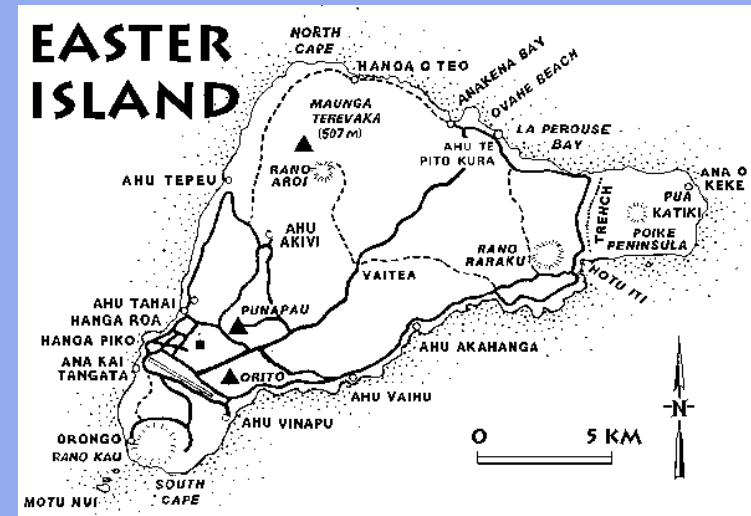 EASTER
ISLAND
NORTH
CAPE
HANGA O TEO
ANAKENA BAY
OVAHE BEACH
MAUNGA
TEREVAKA
(507 M)
LA PEROUSE
BAY
AHU TE
PITO KURA
RANO
AROI
AHU TEPEU
ANA O
KEKE
PUA
KATIKI
TRENCH
POIKE
PENINSULA
AHU
AKIVI
RANO
RARAKU
VAITEA
HOTU ITI
AHU TAHAI
HANGA ROA
PUNAPAU
HANGA PIKO
ANA KAI
TANGATA
AHU AKAHANGA
ORITO
AHU VAIHU
AHU VINAPU
-N-
0 5 KM
ORONGO
RANO KAU
SOUTH
CAPE
MOTU NUI